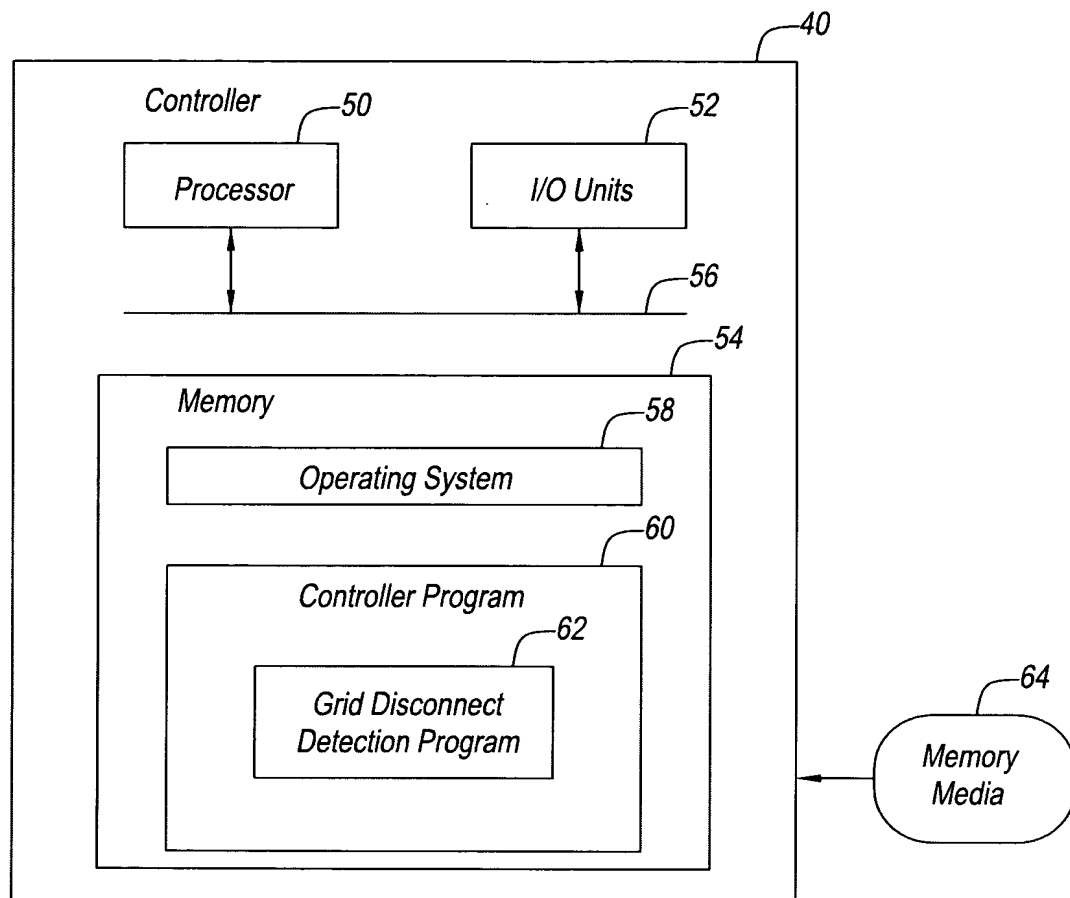 40
Controller
50
52
Processor
I/O Units
56
54
Memory
58
Operating System
60
Controller Program
62
Grid Disconnect
Detection Program
64
Memory
Media